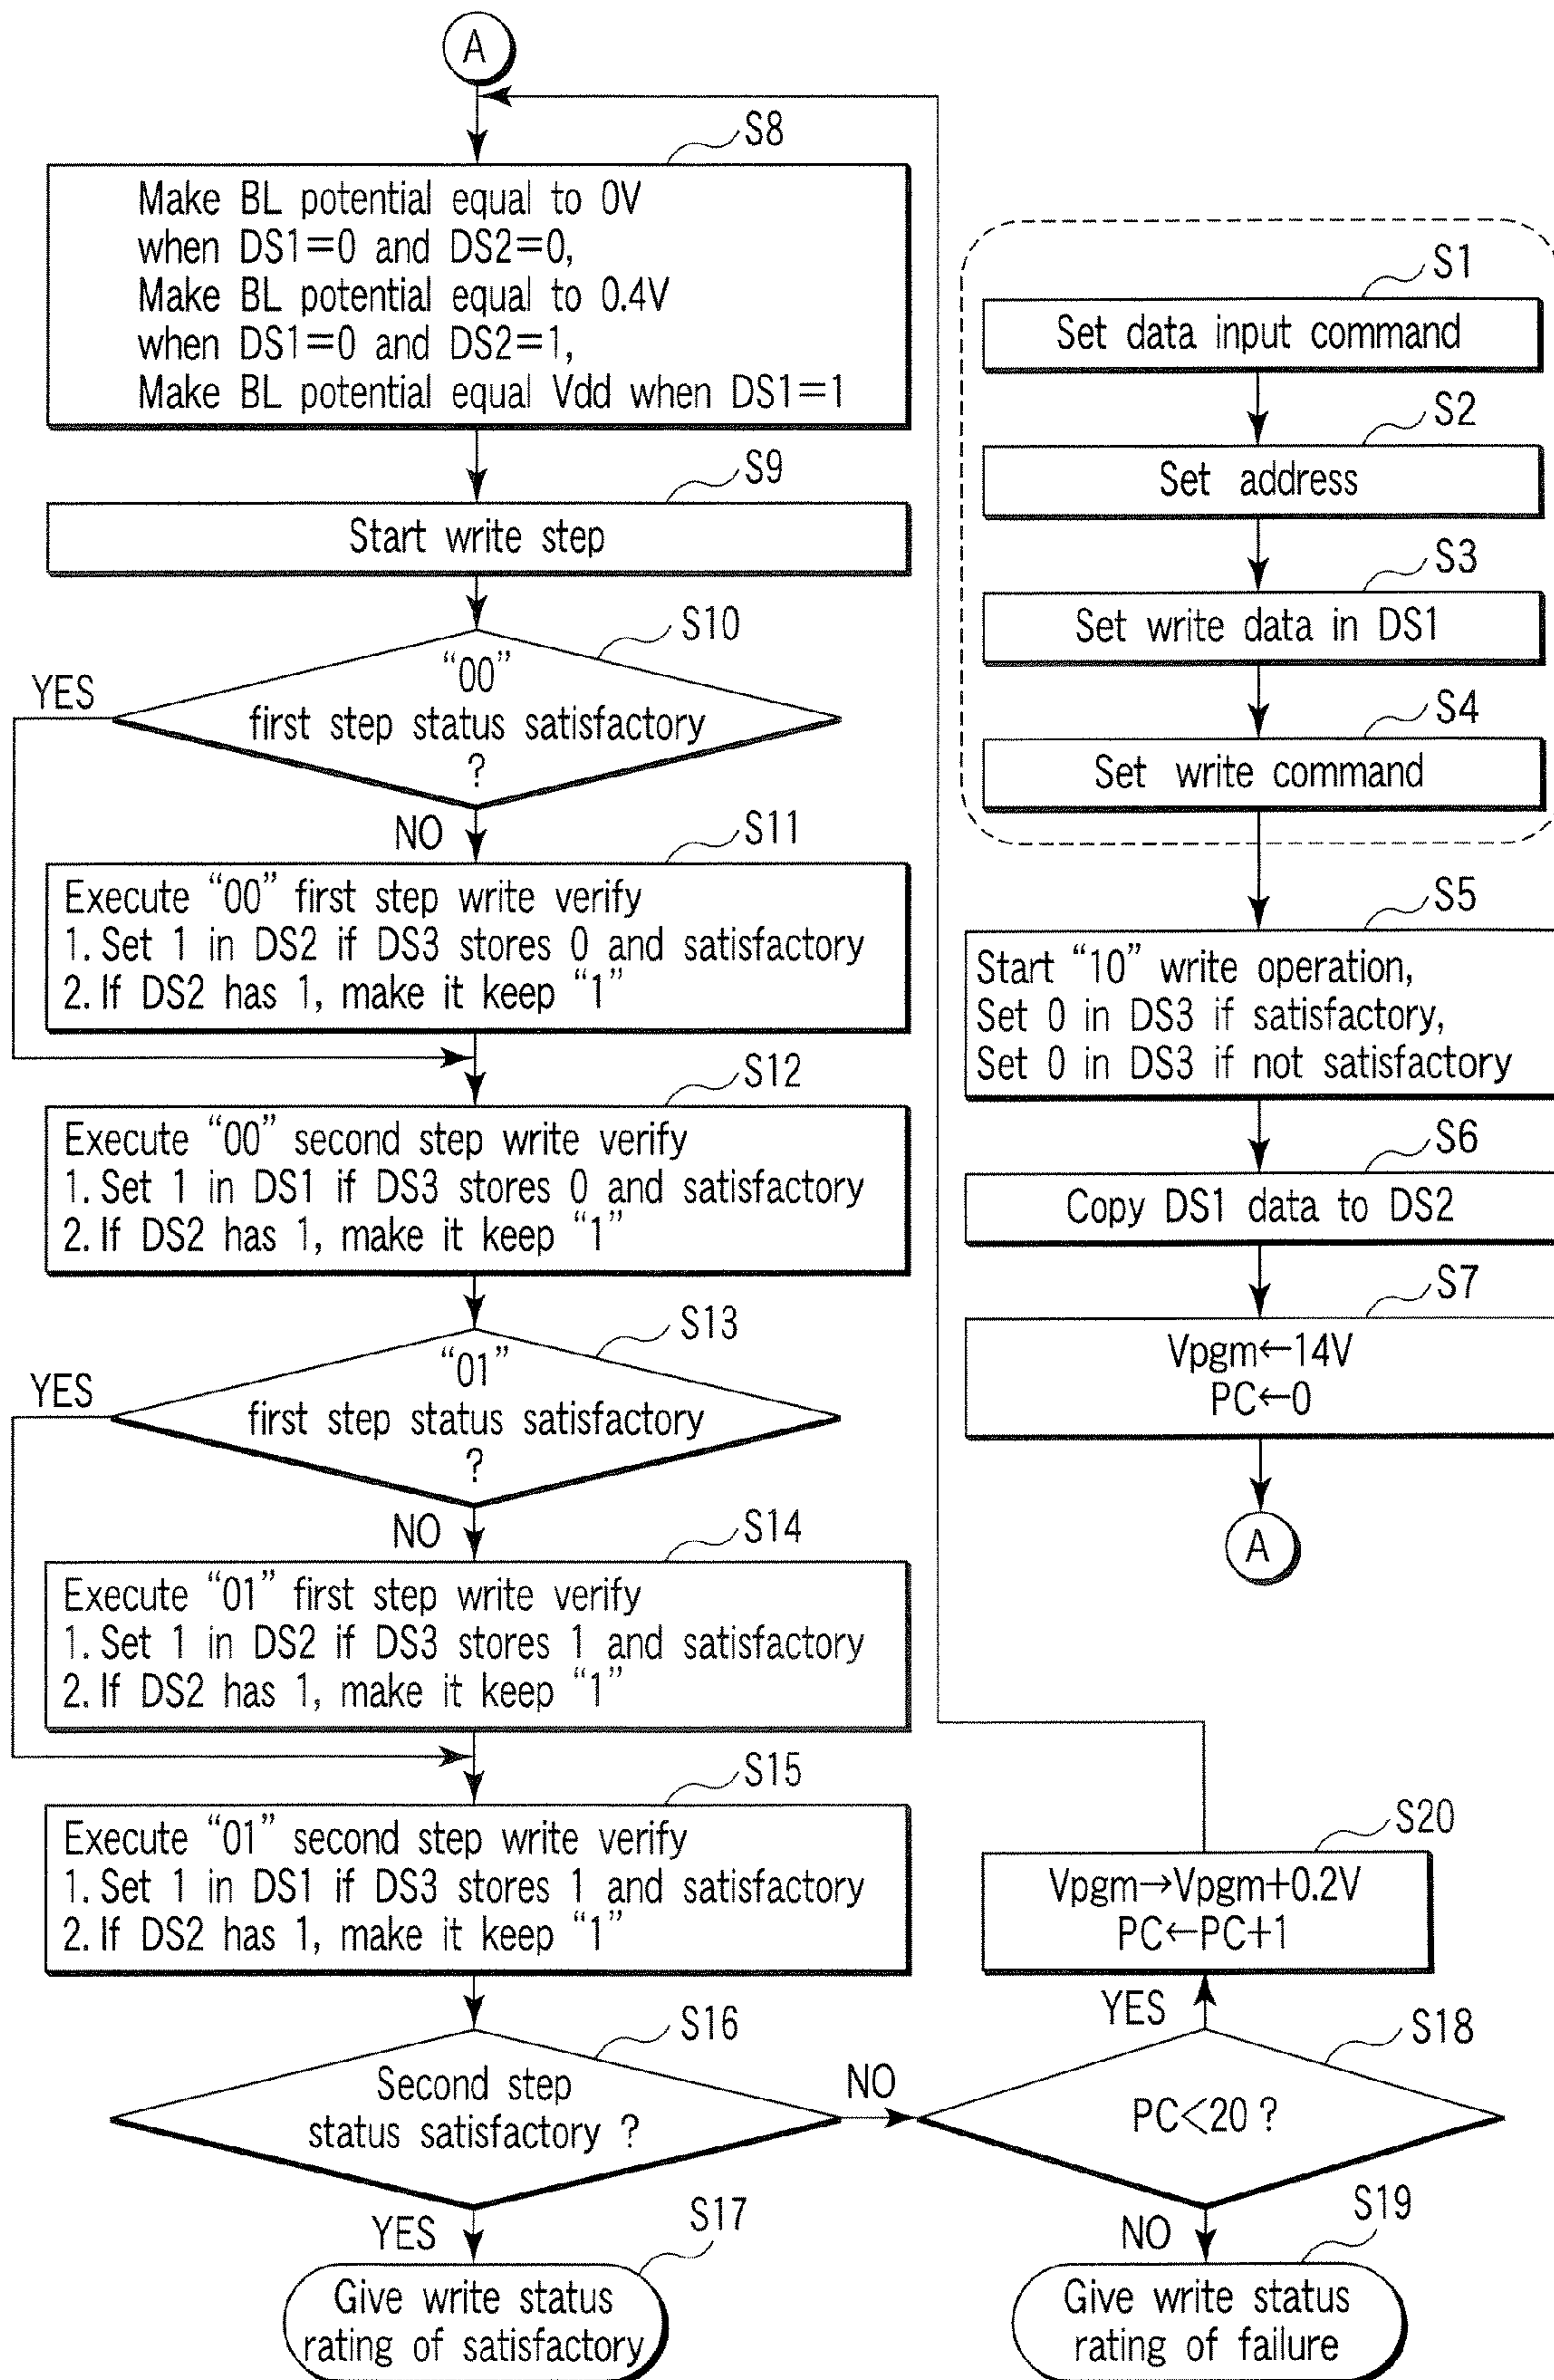 A
S8
Make BL potential equal to 0V
when DS1=0 and DS2=0,
Make BL potential equal to 0.4V
when DS1=0 and DS2=1,
Make BL potential equal Vdd when DS1=1
S9
Start write step
S10
“00”
first step status satisfactory
?
YES
NO
S11
Execute “00” first step write verify
1. Set 1 in DS2 if DS3 stores 0 and satisfactory
2. If DS2 has 1, make it keep “1”
S12
Execute “00” second step write verify
1. Set 1 in DS1 if DS3 stores 0 and satisfactory
2. If DS2 has 1, make it keep “1”
S13
“01”
first step status satisfactory
?
YES
NO
S14
Execute “01” first step write verify
1. Set 1 in DS2 if DS3 stores 1 and satisfactory
2. If DS2 has 1, make it keep “1”
S15
Execute “01” second step write verify
1. Set 1 in DS1 if DS3 stores 1 and satisfactory
2. If DS2 has 1, make it keep “1”
S16
Second step
status satisfactory ?
NO
YES
S17
Give write status
rating of satisfactory
S1
Set data input command
S2
Set address
S3
Set write data in DS1
S4
Set write command
S5
Start “10” write operation,
Set 0 in DS3 if satisfactory,
Set 0 in DS3 if not satisfactory
S6
Copy DS1 data to DS2
S7
Vpgm←14V
PC←0
A
S20
Vpgm→Vpgm+0.2V
PC←PC+1
YES
S18
PC<20 ?
NO
S19
Give write status
rating of failure